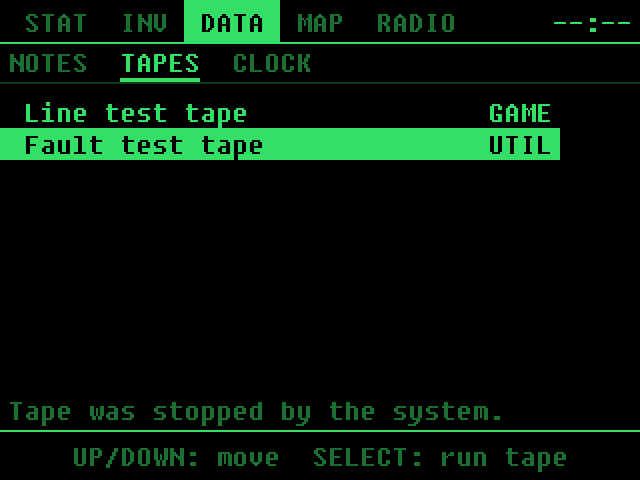 STAT INV DATA MAP RADIO --:--
NOTES TAPES CLOCK
Line test tape GAME
Fault test tape UTIL
Tape was stopped by the system.
UP/DOWN: move SELECT: run tape